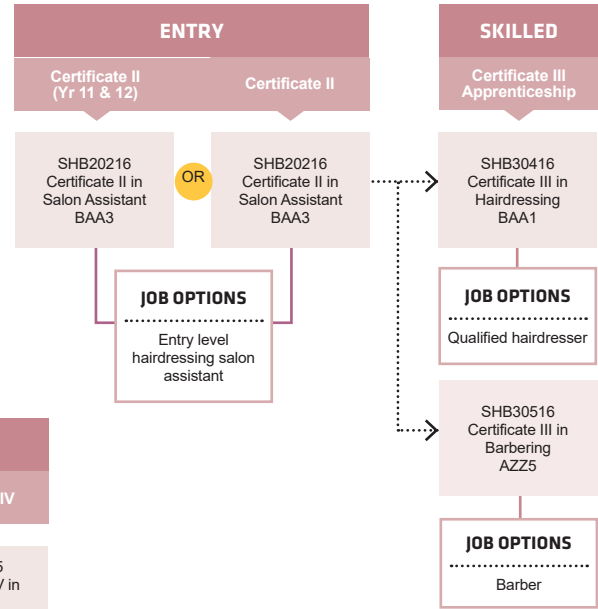 ENTRY
Certificate II
(Yr 11 & 12)
Certificate II
SHB20216
Certificate II in
Salon Assistant
BAA3
OR
SHB20216
Certificate II in
Salon Assistant
BAA3
JOB OPTIONS
Entry level
hairdressing salon
assistant
SKILLED
Certificate III
Apprenticeship
SHB30416
Certificate III in
Hairdressing
BAA1
JOB OPTIONS
Qualified hairdresser
SHB30516
Certificate III in
Barbering
AZZ5
JOB OPTIONS
Barber
IV
in